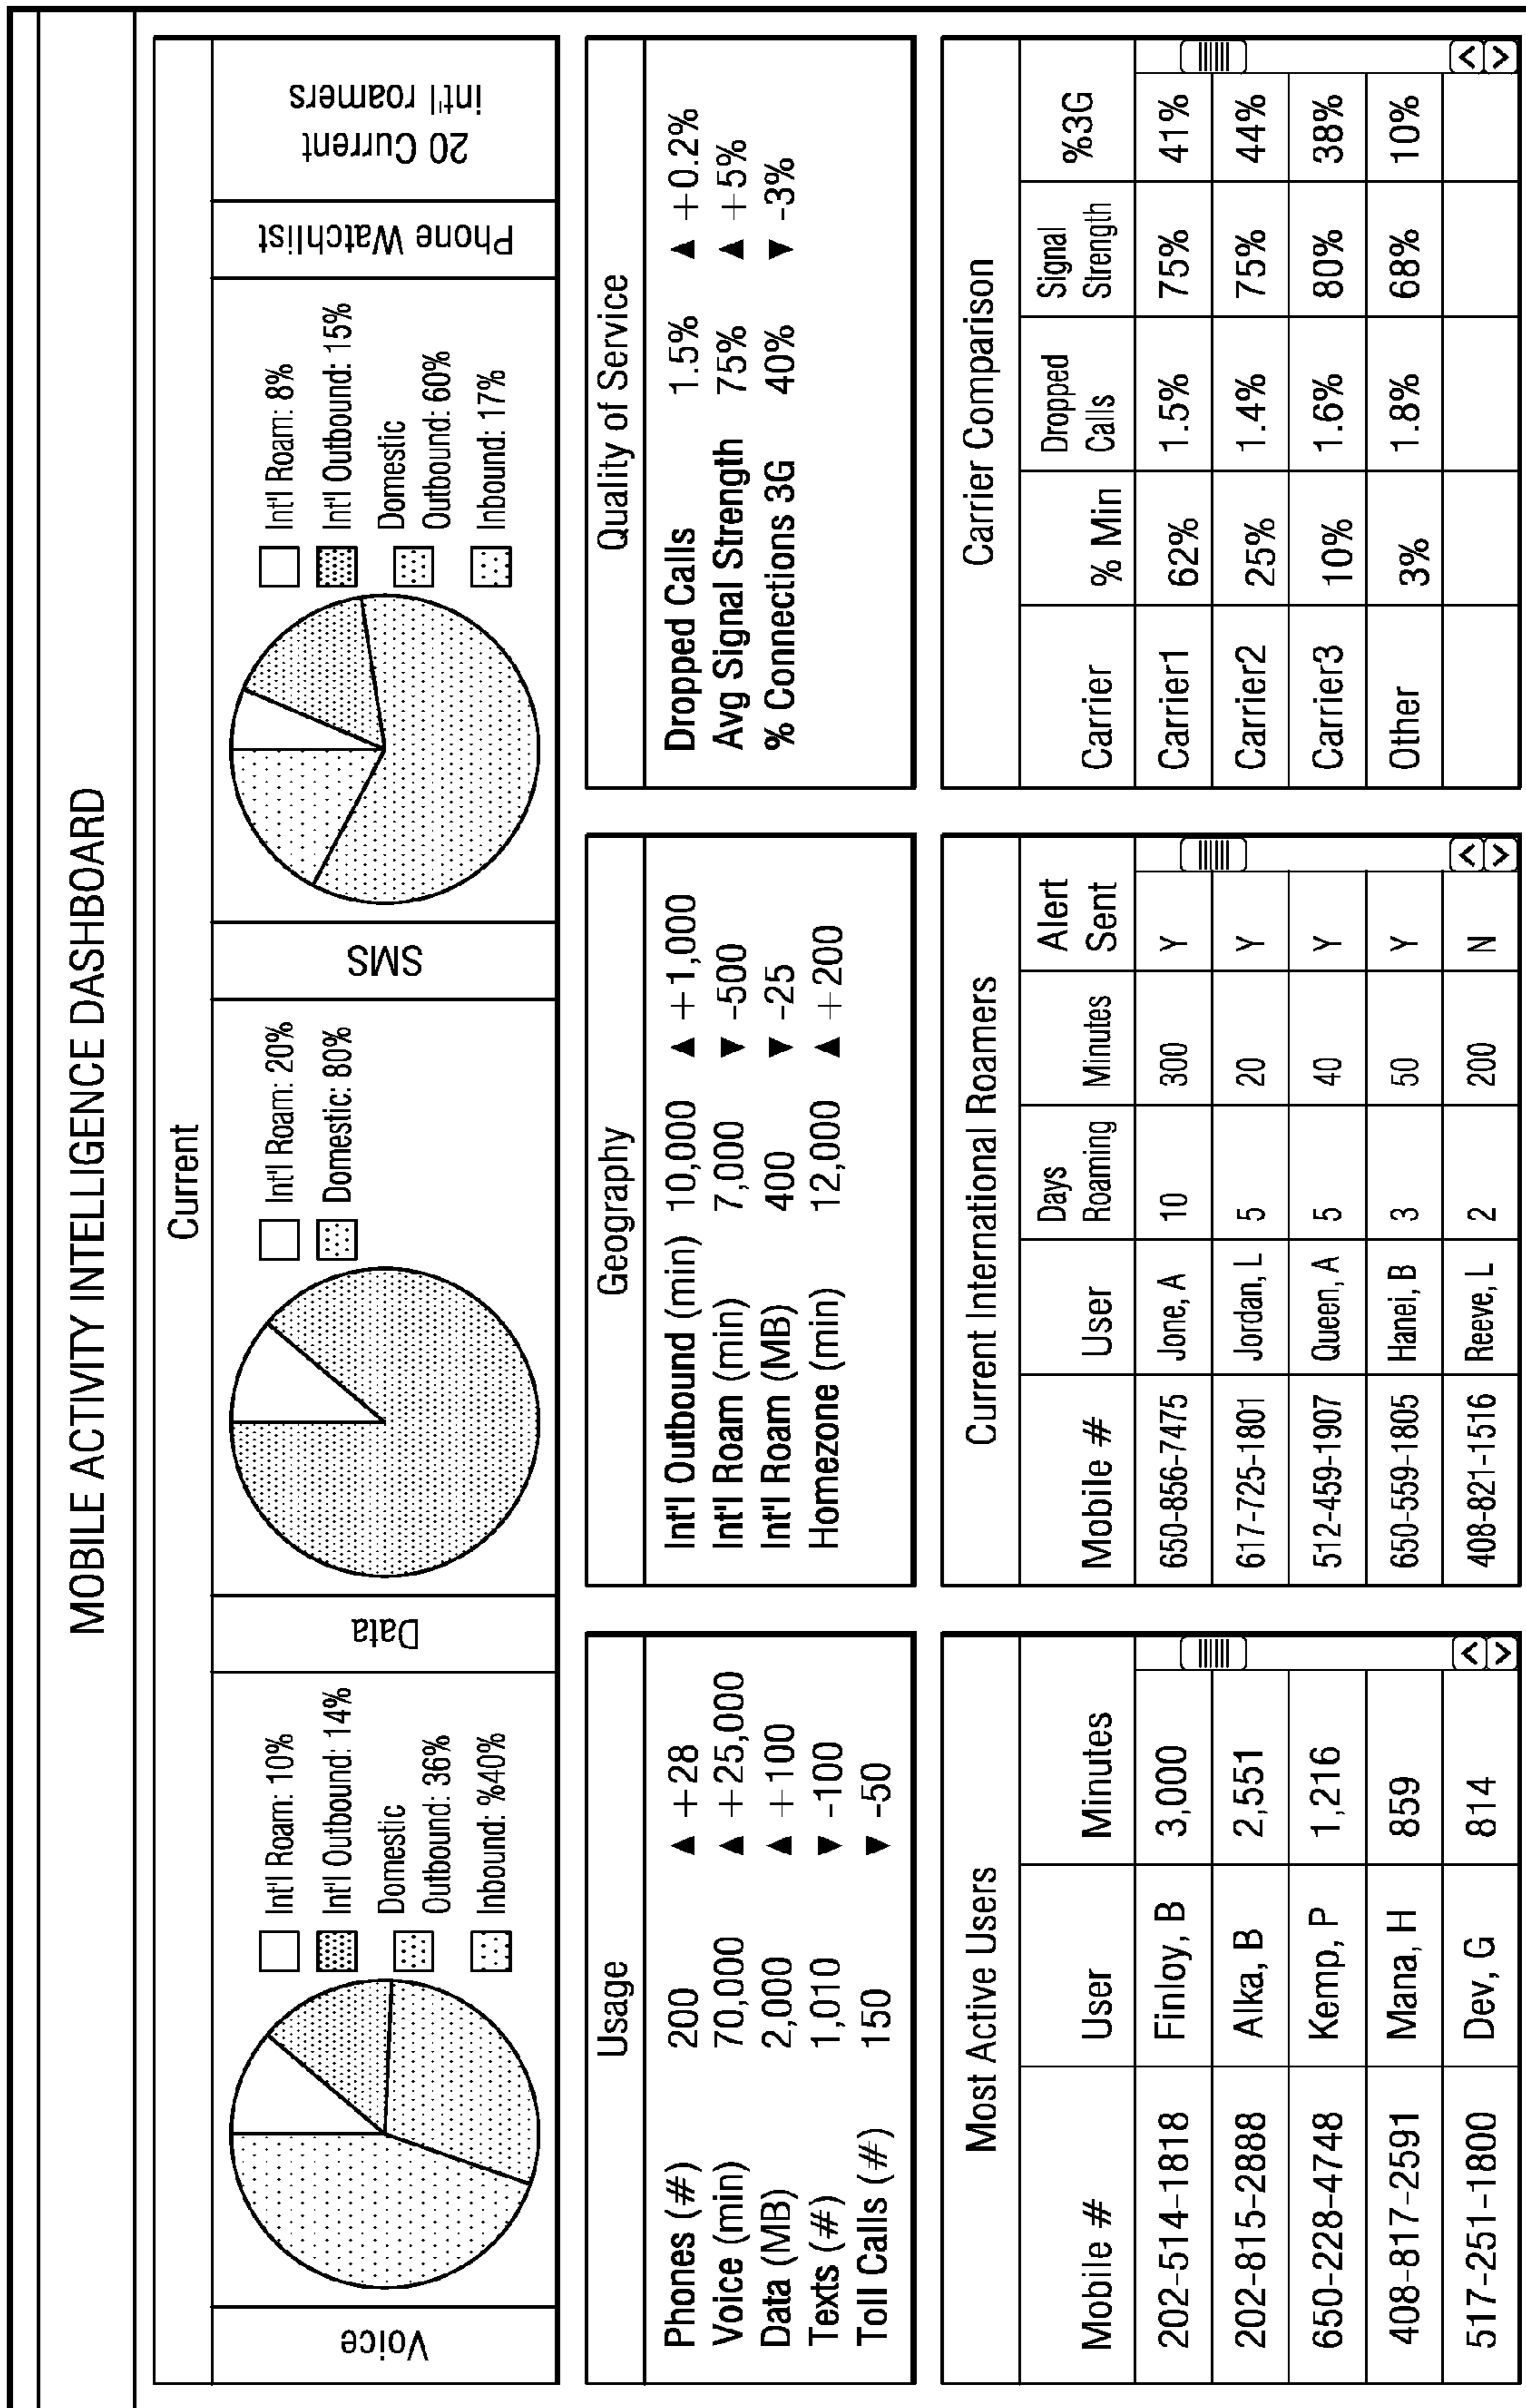 MOBILE ACTIVITY INTELLIGENCE DASHBOARD
Current
Voice
Int'l Roam: 10%
Int'l Outbound: 14%
Domestic
Outbound: 36%
Inbound: %40%
Data
Int'l Roam: 20%
Domestic: 80%
SMS
Int'l Roam: 8%
Int'l Outbound: 15%
Domestic
Outbound: 60%
Inbound: 17%
Phone Watchlist
20 Current
int'l roamers
Usage
Phones (#) 200 ▲ +28
Voice (min) 70,000 ▲ +25,000
Data (MB) 2,000 ▲ +100
Texts (#) 1,010 ▼ -100
Toll Calls (#) 150 ▼ -50
Geography
Int'l Outbound (min) 10,000 ▲ +1,000
Int'l Roam (min) 7,000 ▼ -500
Int'l Roam (MB) 400 ▼ -25
Homezone (min) 12,000 ▲ +200
Quality of Service
Dropped Calls 1.5% ▲ +0.2%
Avg Signal Strength 75% ▲ +5%
% Connections 3G 40% ▼ -3%
Most Active Users
Mobile # User Minutes
202-514-1818 Finloy, B 3,000
202-815-2888 Alka, B 2,551
650-228-4748 Kemp, P 1,216
408-817-2591 Mana, H 859
517-251-1800 Dev, G 814
Current International Roamers
Mobile # User Days Roaming Minutes Alert Sent
650-856-7475 Jone, A 10 300 Y
617-725-1801 Jordan, L 5 20 Y
512-459-1907 Queen, A 5 40 Y
650-559-1805 Hanei, B 3 50 Y
408-821-1516 Reeve, L 2 200 N
Carrier Comparison
Carrier % Min Dropped Calls Signal Strength %3G
Carrier1 62% 1.5% 75% 41%
Carrier2 25% 1.4% 75% 44%
Carrier3 10% 1.6% 80% 38%
Other 3% 1.8% 68% 10%